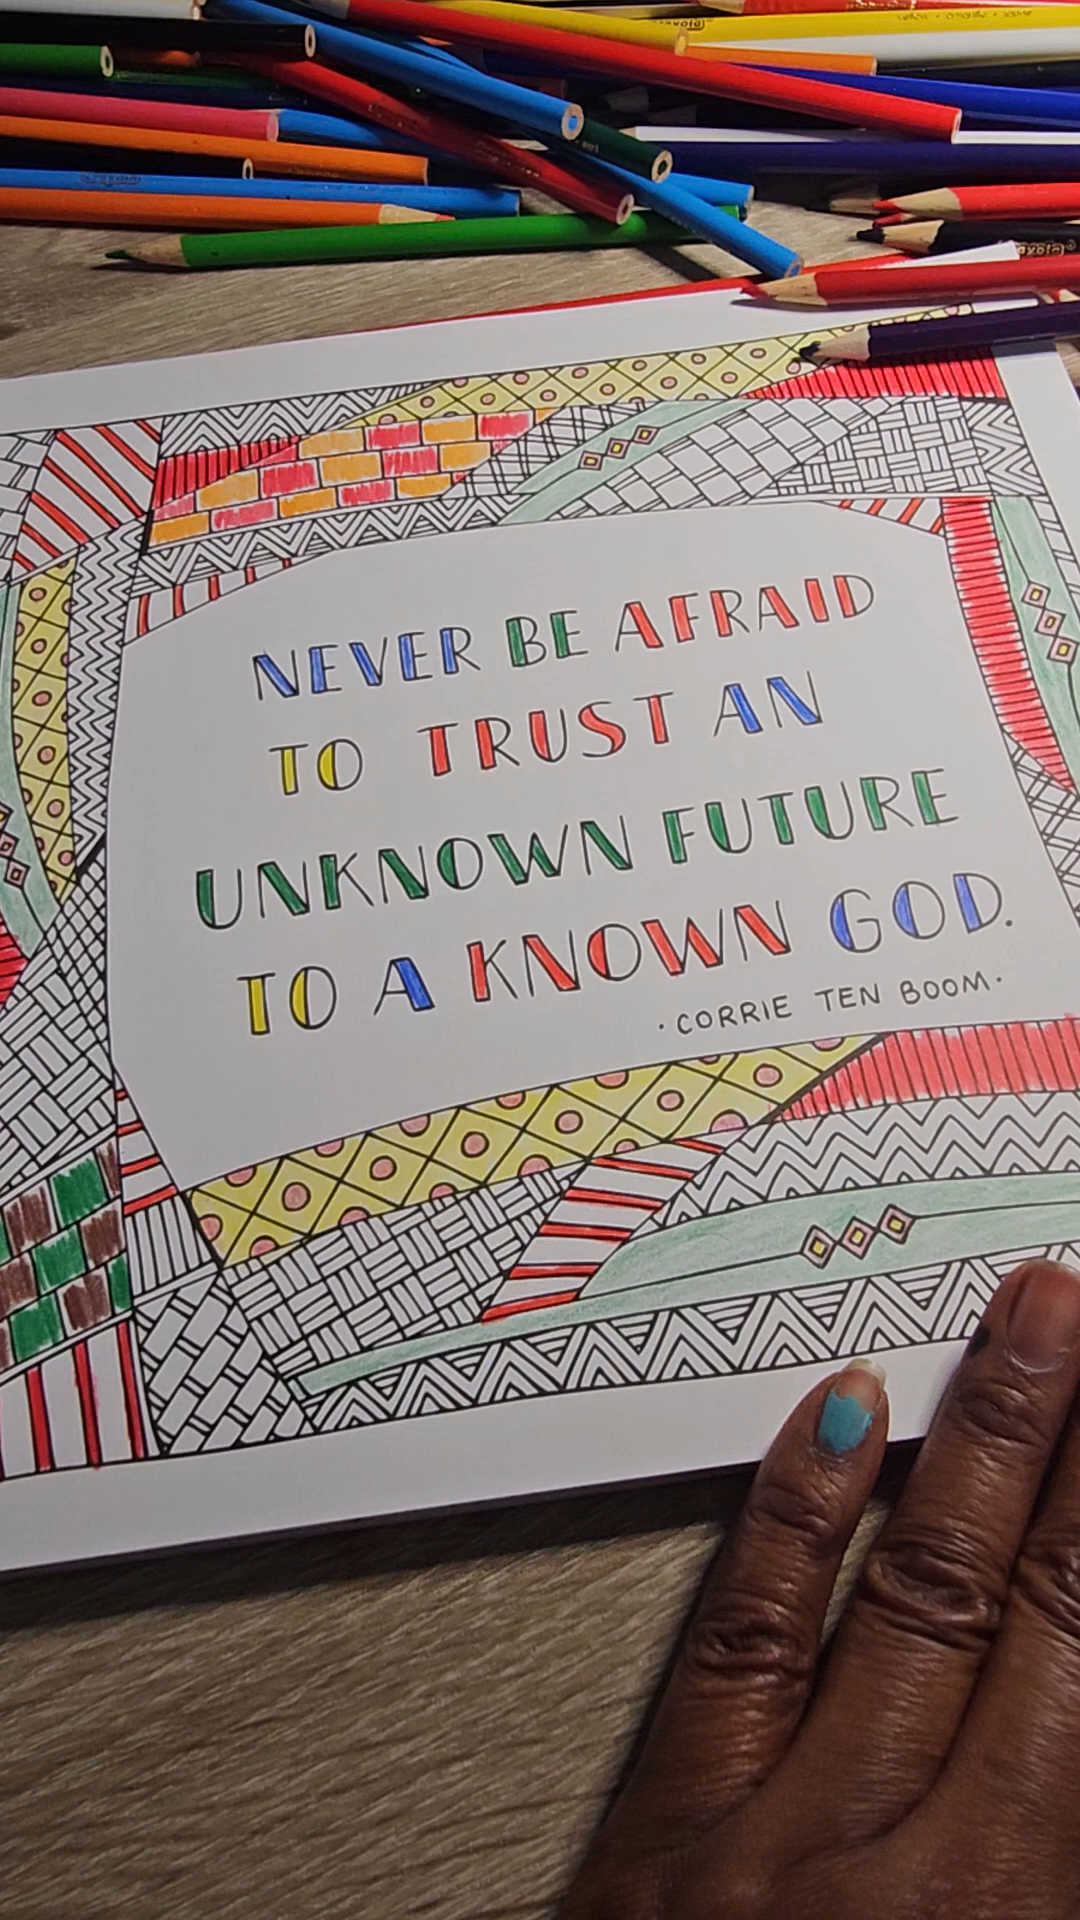 NEVER BE AFRAID
TO TRUST AN
UNKNOWN FUTURE
TO A KNOWN GOD.
· CORRIE TEN BOOM ·